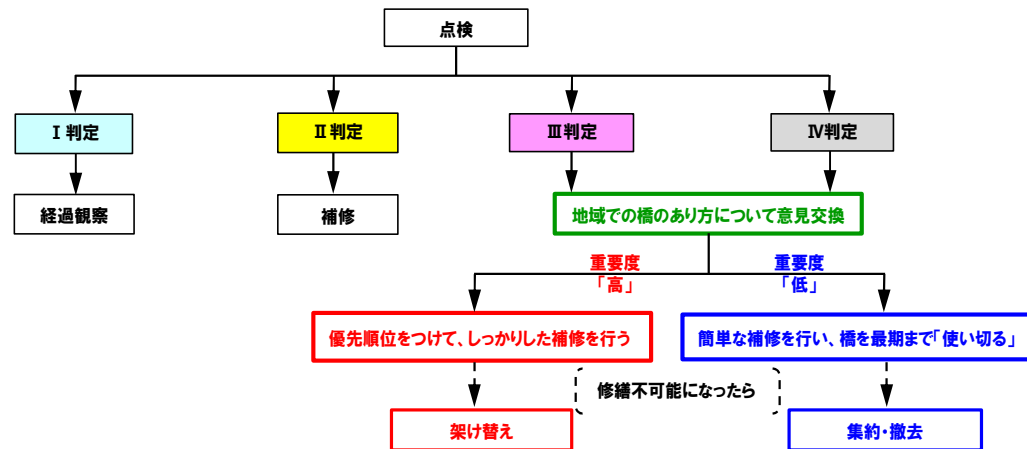 点検
Ⅰ判定
Ⅱ判定
Ⅲ判定
Ⅳ判定
経過観察
補修
地域での橋のあり方について意見交換
重要度
「高」
重要度
「低」
優先順位をつけて、しっかりした補修を行う
簡単な補修を行い、橋を最期まで「使い切る」
修繕不可能になったら
架け替え
集約・撤去